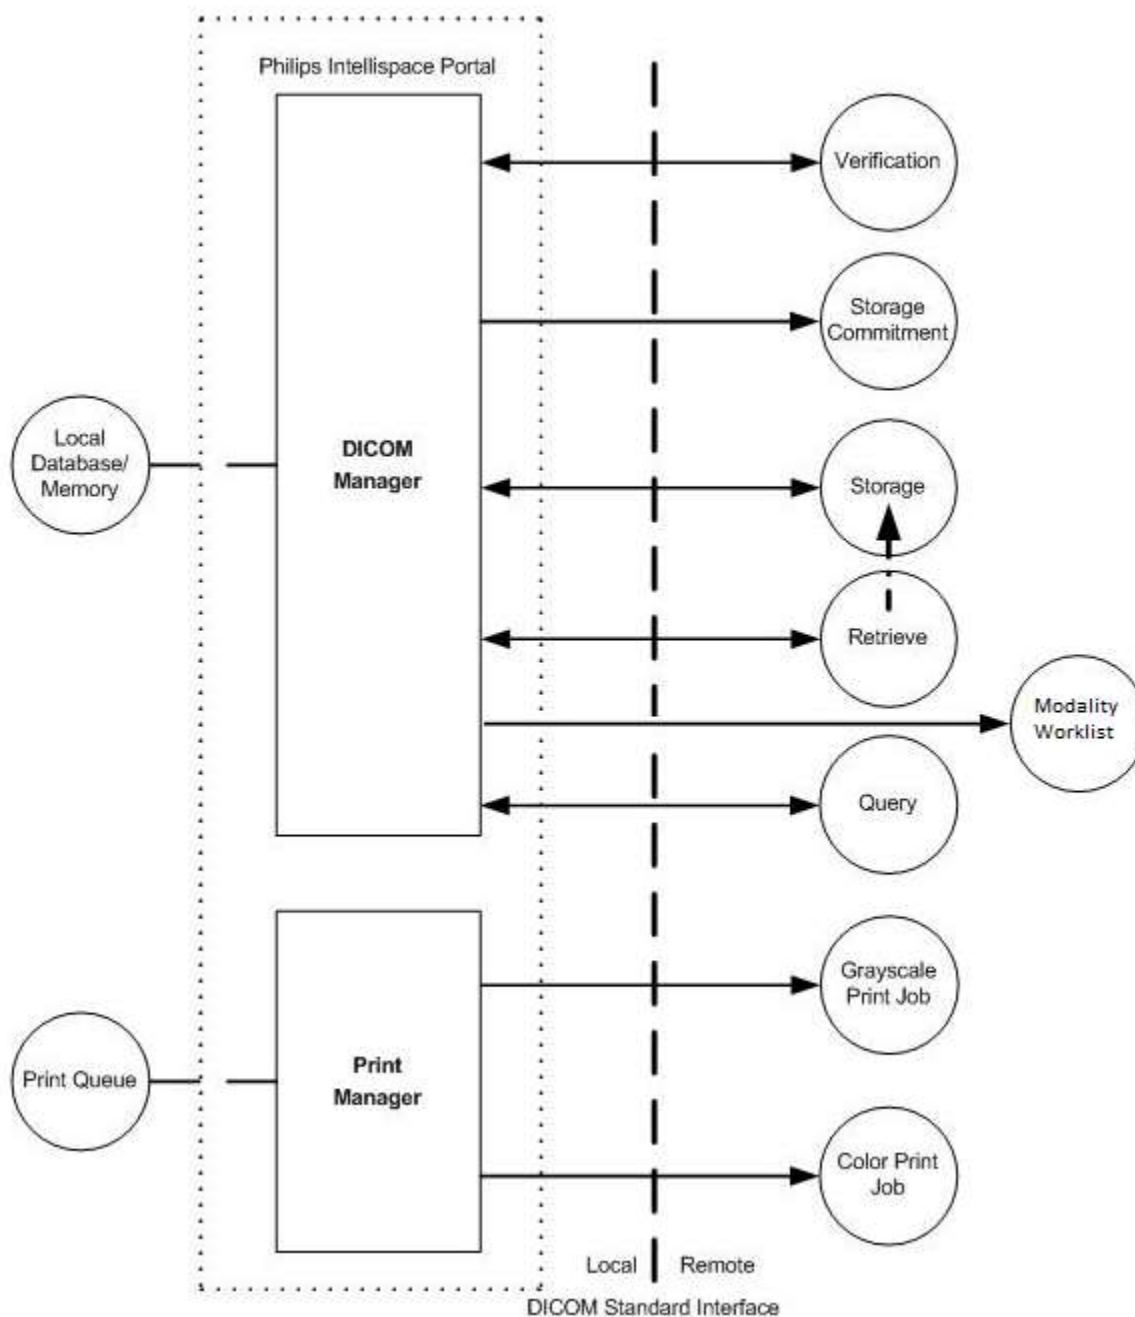 Philips Intellispace Portal
Verification
Storage
Commitment
Local
Database/
Memory
DICOM
Manager
Storage
Retrieve
Modality
Worklist
Query
Grayscale
Print Job
Print Queue
Print
Manager
Color Print
Job
Local
Remote
DICOM Standard Interface